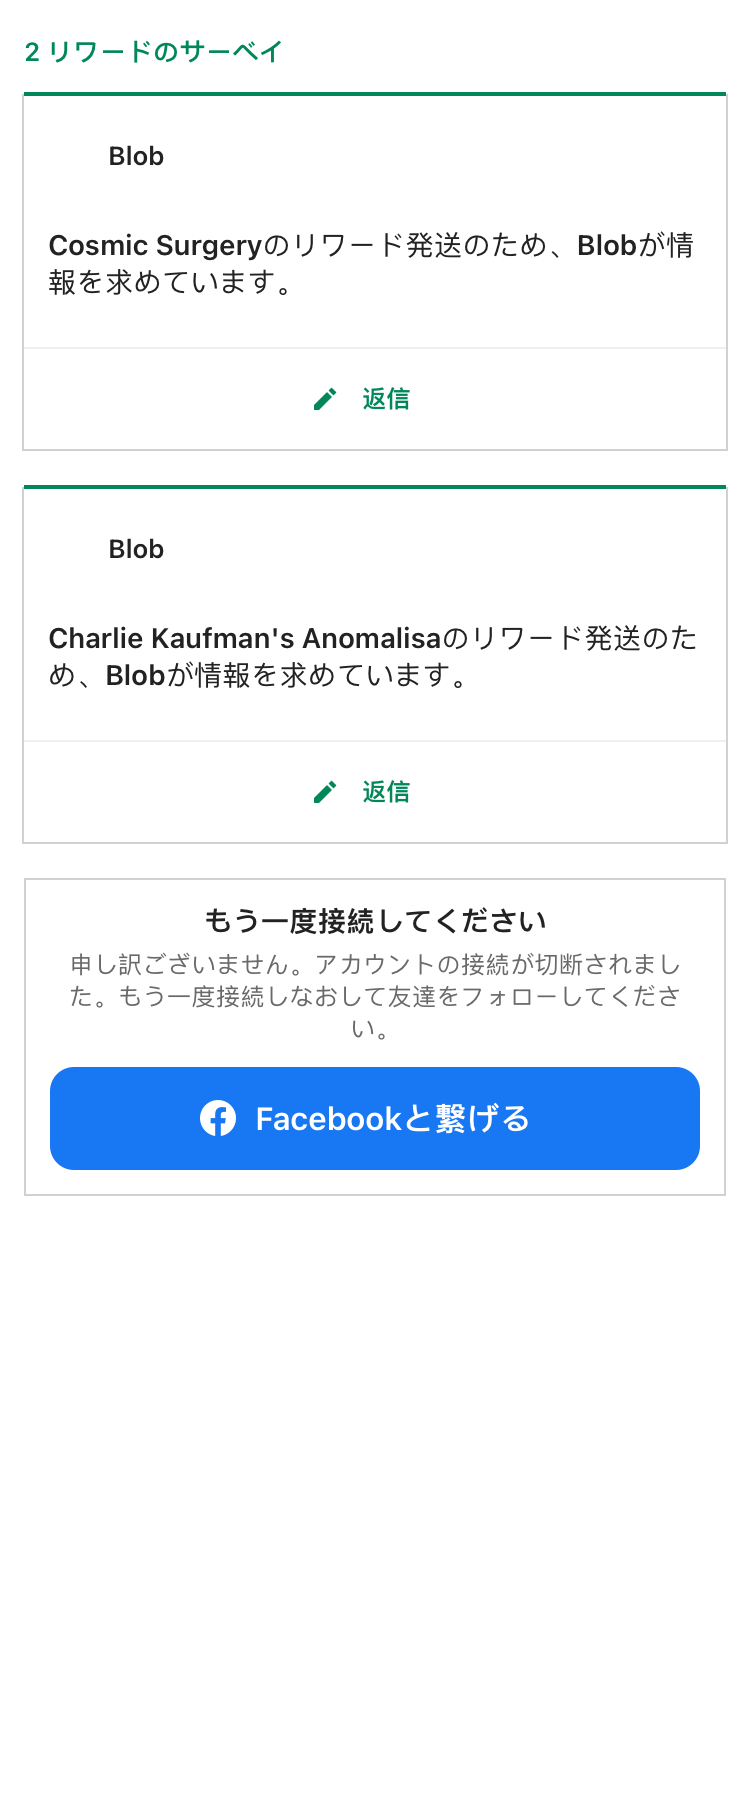 2 リワードのサーベイ
Blob
Cosmic Surgeryのリワード発送のため、Blobが情
報を求めています。
返信
Blob
Charlie Kaufman's Anomalisaのリワード発送のた
め、Blobが情報を求めています。
返信
もう一度接続してください
申し訳ございません。アカウントの接続が切断されまし
た。もう一度接続しなおして友達をフォローしてくださ
い。
Facebookと繋げる